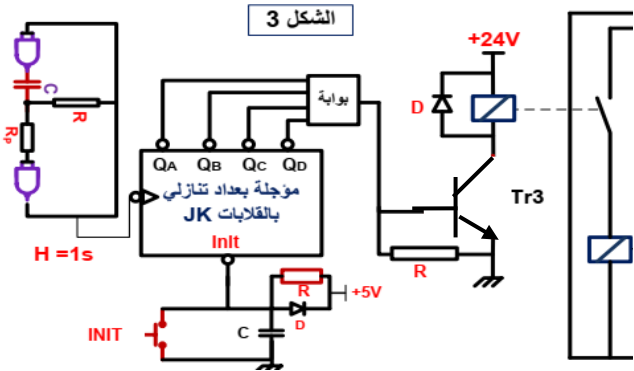 الشكل 3
+24V
C
R
Rp
بوابة
D
QA QB QC QD
مؤجلة بعداد تنازلي
بالقلابات JK
Init
Tr3
H =1s
R
R
+5V
D
INIT
C